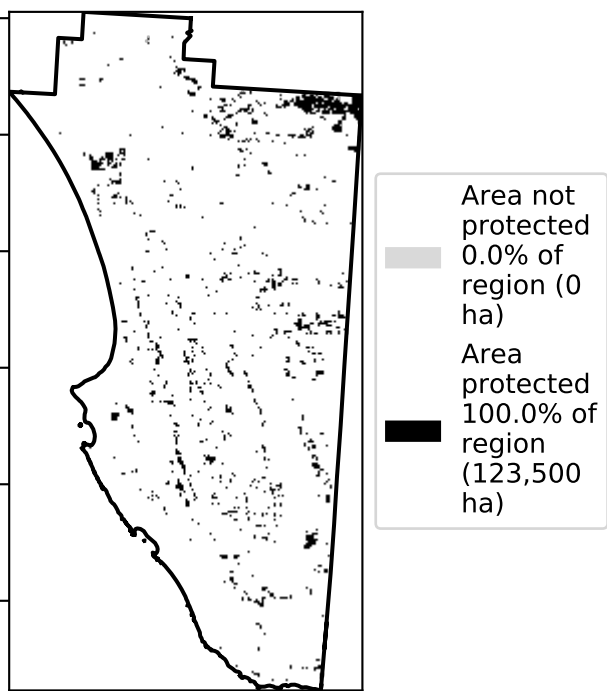 Area not
protected
0.0% of
region (0
ha)
Area
protected
100.0% of
region
(123,500
ha)